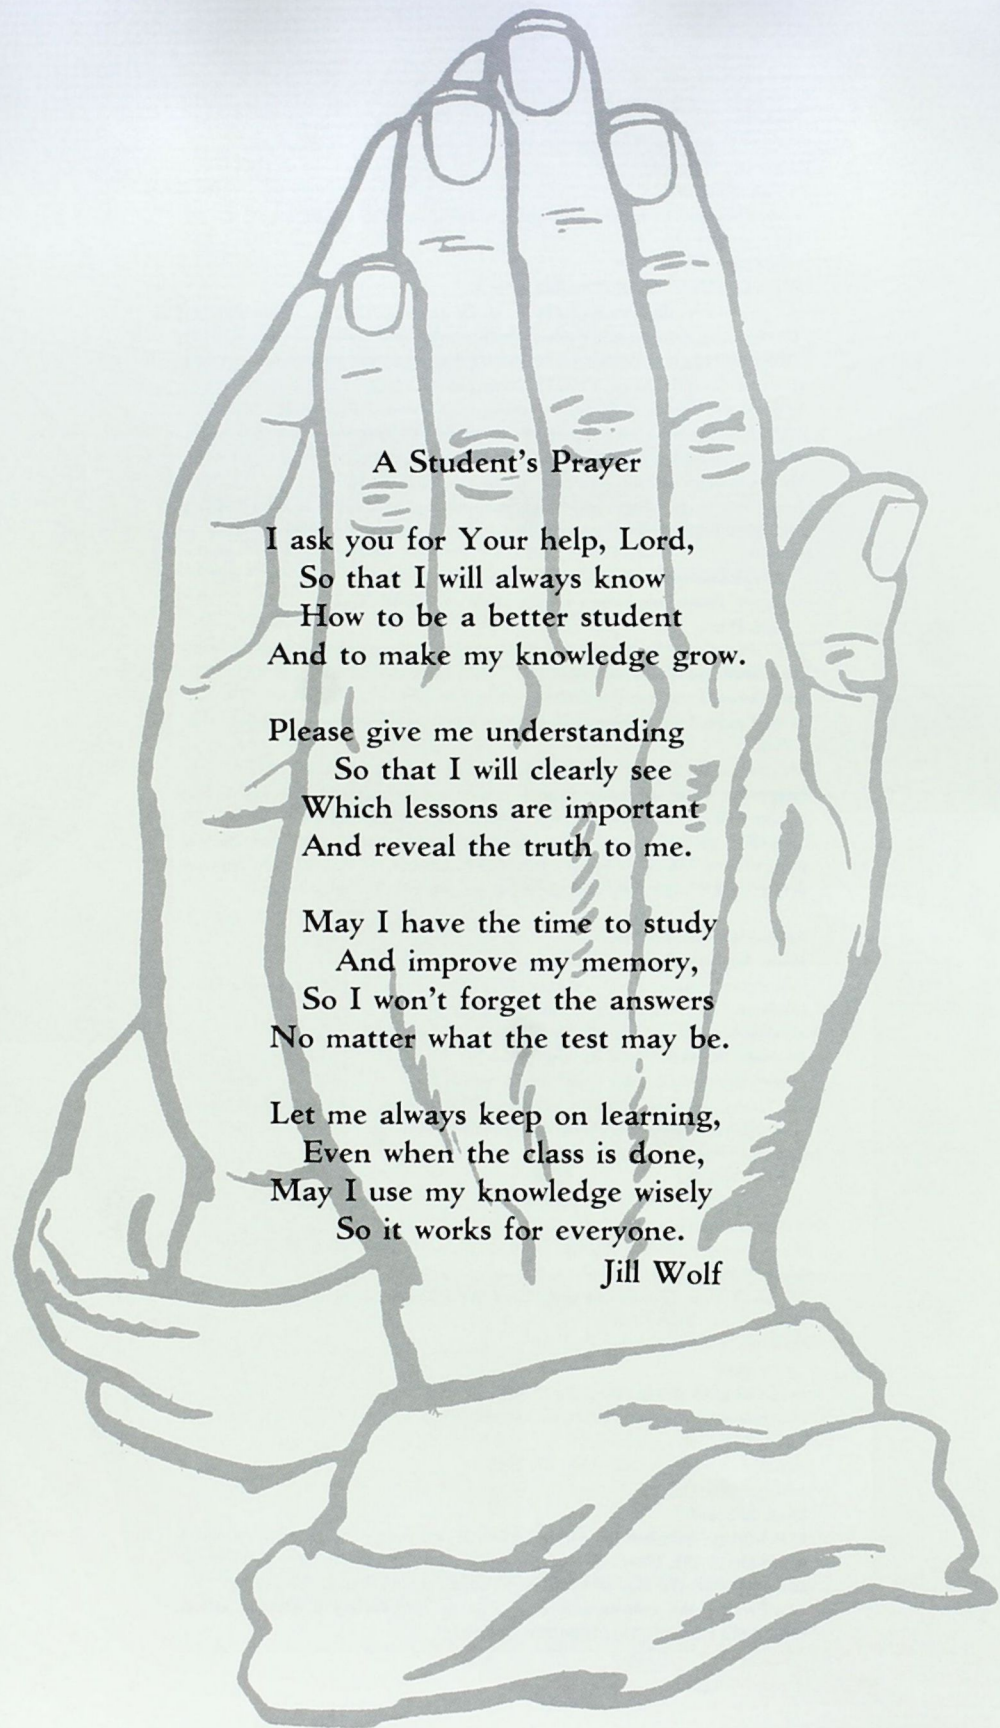 A Student's Prayer
I ask you for Your help, Lord,
So that I will always know
How to be a better student
And to make my knowledge grow.
Please give me understanding
So that I will clearly see
Which lessons are important
And reveal the truth to me.
May I have the time to study
And improve my memory,
So I won't forget the answers
No matter what the test may be.
Let me always keep on learning,
Even when the class is done,
May I use my knowledge wisely
So it works for everyone.
Jill Wolf